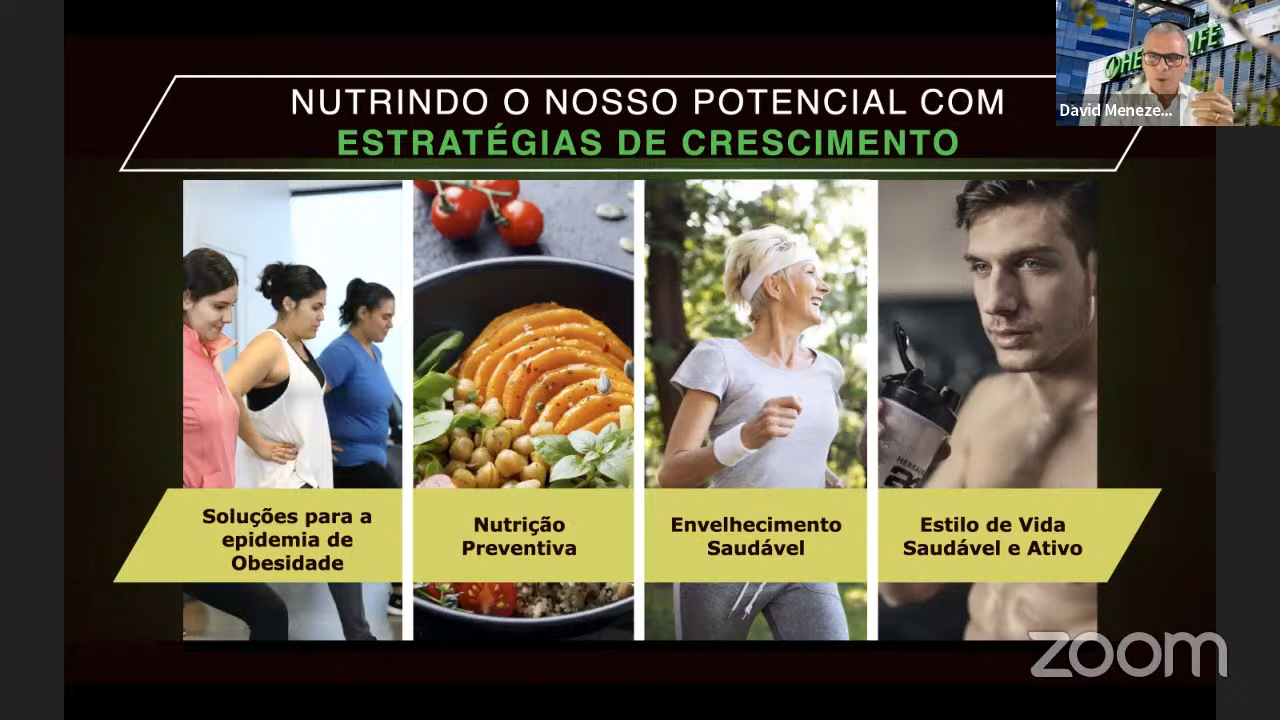 NUTRINDO O NOSSO POTENCIAL COM
ESTRATÉGIAS DE CRESCIMENTO
David Meneze...
Soluções para a
epidemia de
Obesidade
Nutrição
Preventiva
Envelhecimento
Saudável
Estilo de Vida
Saudável e Ativo
zoom